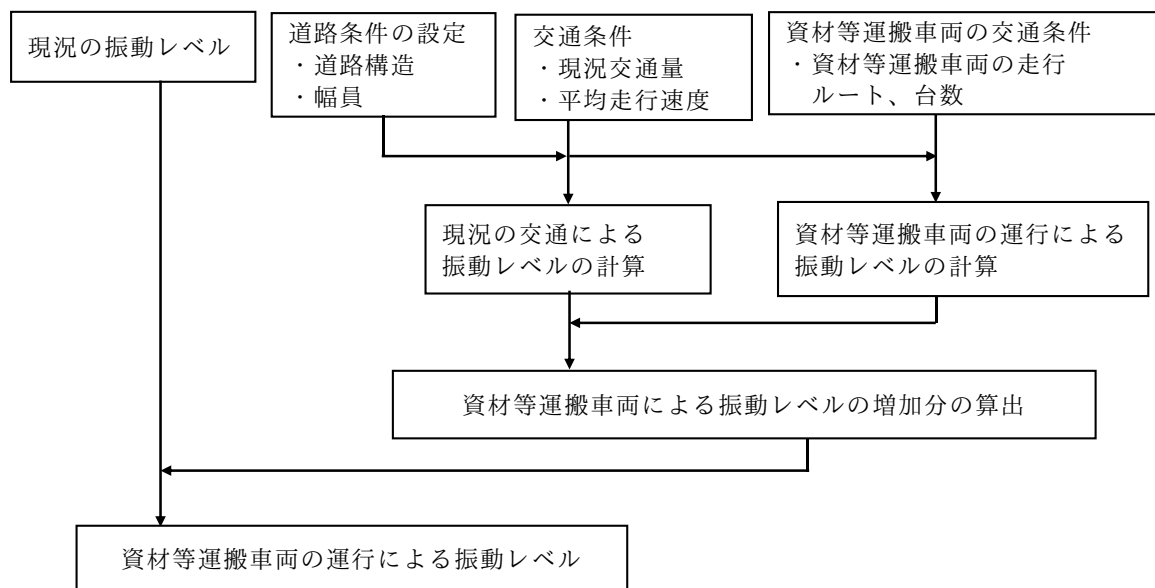 現況の振動レベル
道路条件の設定
・道路構造
・幅員
交通条件
・現況交通量
・平均走行速度
資材等運搬車両の交通条件
・資材等運搬車両の走行
ルート、台数
現況の交通による
振動レベルの計算
資材等運搬車両の運行による
振動レベルの計算
資材等運搬車両による振動レベルの増加分の算出
資材等運搬車両の運行による振動レベル